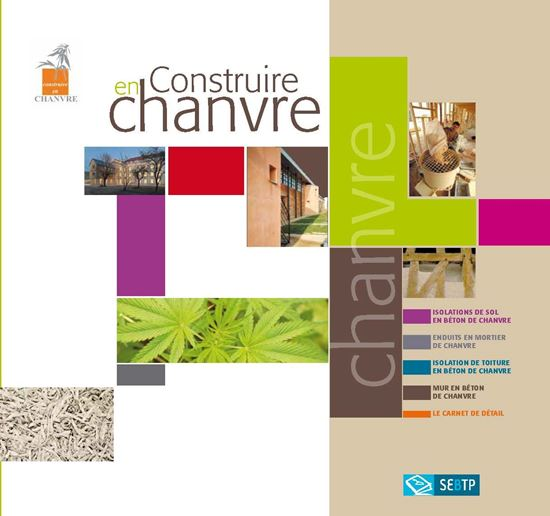 construire
en
CHANVRE
Construire
en
chanvre
chanvre
ISOLATIONS DE SOL
EN BÉTON DE CHANVRE
ENDUITS EN MORTIER
DE CHANVRE
ISOLATION DE TOITURE
EN BÉTON DE CHANVRE
MUR EN BÉTON
DE CHANVRE
LE CARNET DE DÉTAIL
SEBTP